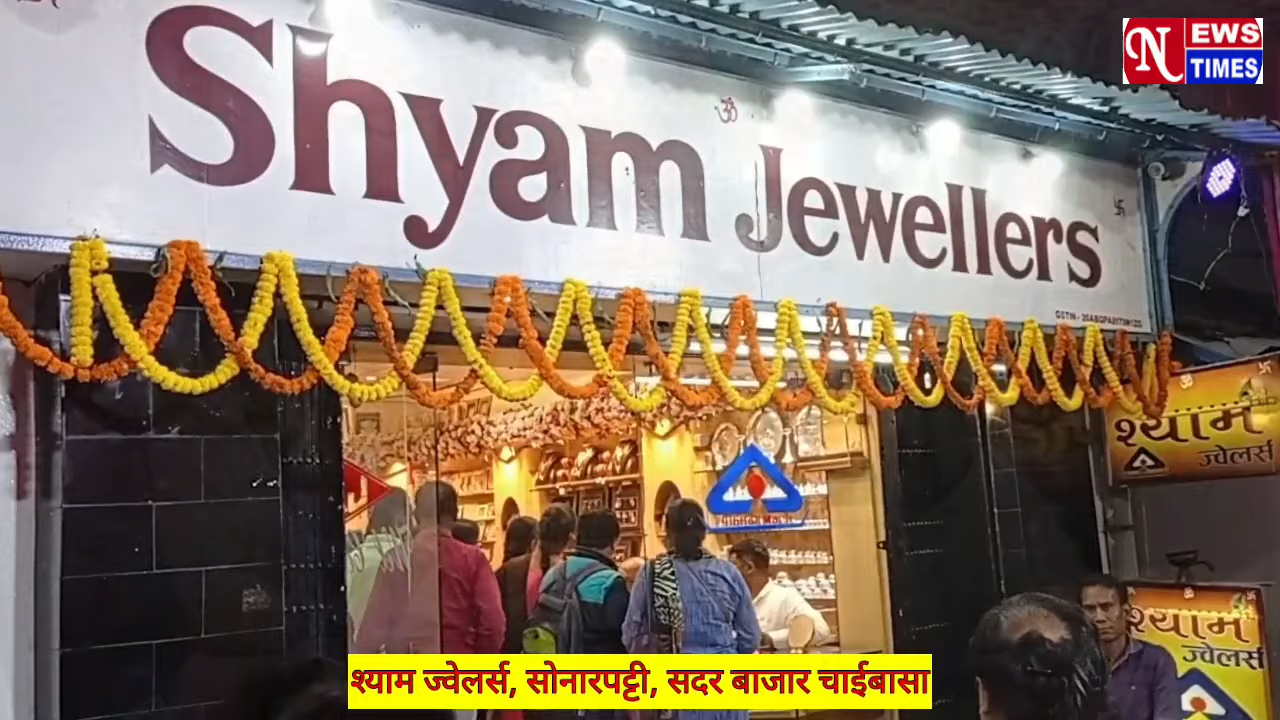 Shyam Jewellers
NEWS
TIMES
ॐ
श्याम
ज्वेलर्स
श्याम
ज्वेलर्स
श्याम ज्वेलर्स, सोनारपट्टी, सदर बाजार चाईबासा